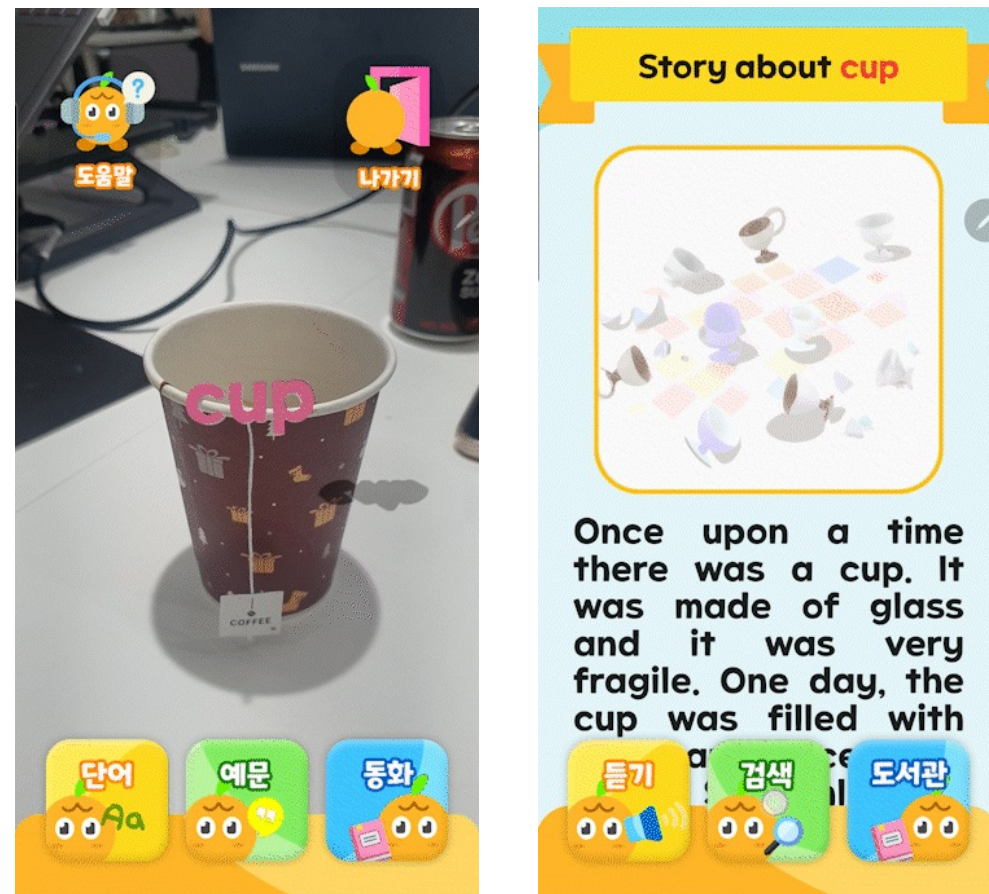 SAMSUNG
도움말
나가기
cup
COFFEE
단어
Aa
예문
동화
Story about cup
Once upon a time
there was a cup. It
was made of glass
and it was very
fragile. One day, the
cup was filled with
듣기
검색
도서관